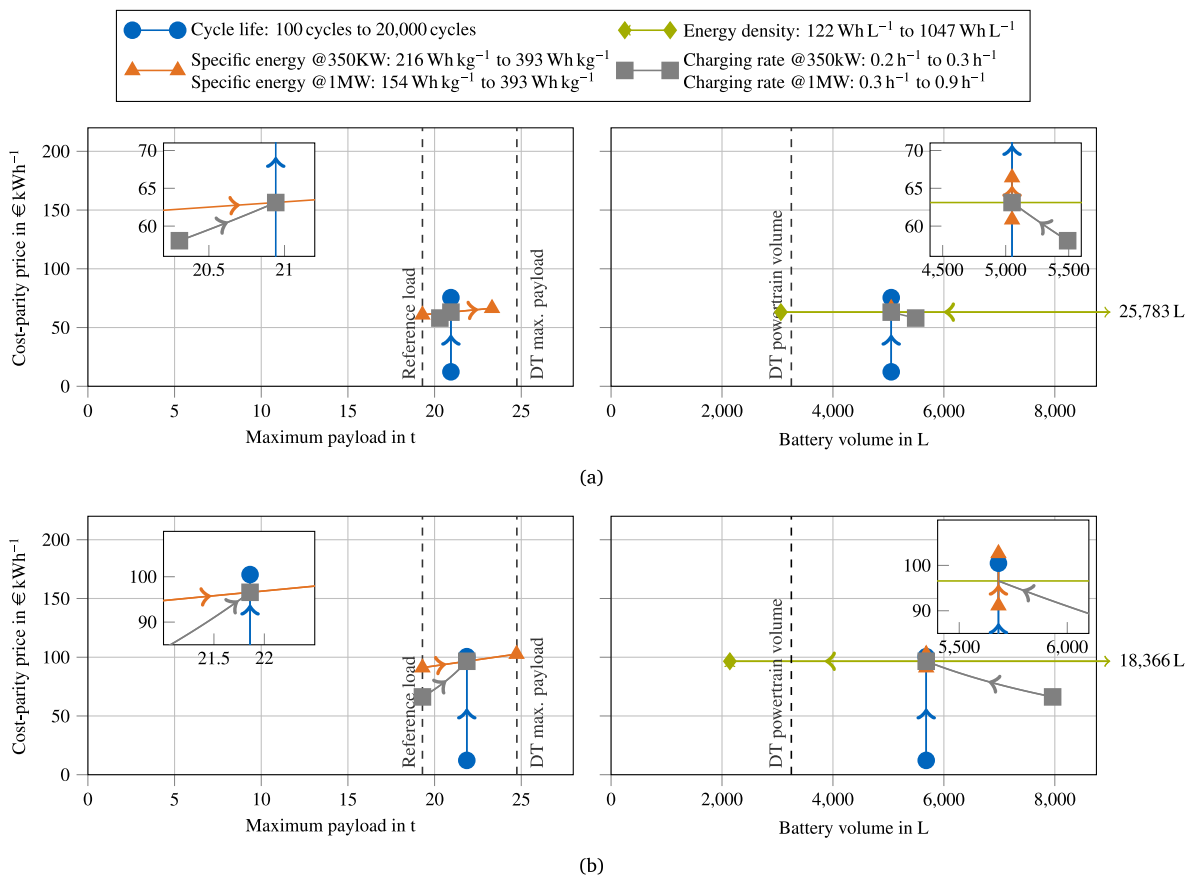 Cycle life: 100 cycles to 20,000 cycles
Energy density: 122 Wh L⁻¹ to 1047 Wh L⁻¹
Specific energy @350KW: 216 Wh kg⁻¹ to 393 Wh kg⁻¹
Specific energy @1MW: 154 Wh kg⁻¹ to 393 Wh kg⁻¹
Charging rate @350kW: 0.2 h⁻¹ to 0.3 h⁻¹
Charging rate @1MW: 0.3 h⁻¹ to 0.9 h⁻¹
Cost-parity price in € kWh⁻¹
200
150
100
50
0
70
65
60
20.5 21
Reference load
DT max. payload
0 5 10 15 20 25
Maximum payload in t
70
65
60
4,500 5,000 5,500
DT powertrain volume
25,783 L
0 2,000 4,000 6,000 8,000
Battery volume in L
(a)
Cost-parity price in € kWh⁻¹
200
150
100
50
0
100
90
21.5 22
Reference load
DT max. payload
0 5 10 15 20 25
Maximum payload in t
100
90
5,500 6,000
DT powertrain volume
18,366 L
0 2,000 4,000 6,000 8,000
Battery volume in L
(b)